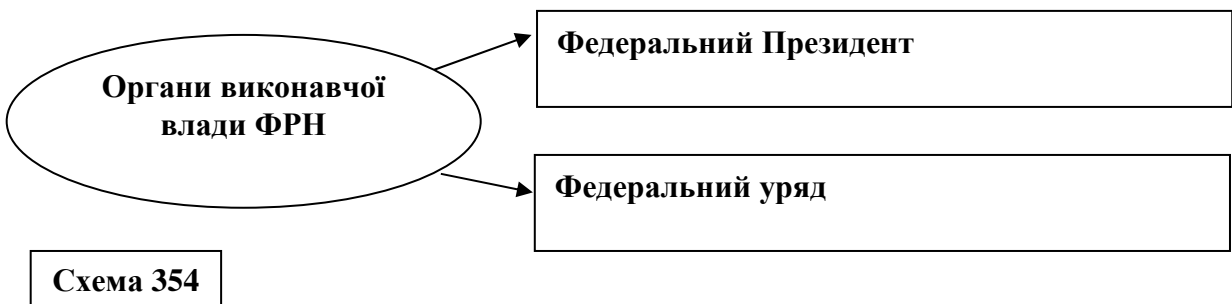 Органи виконавчої
влади ФРН
Федеральний Президент
Федеральний уряд
Схема 354